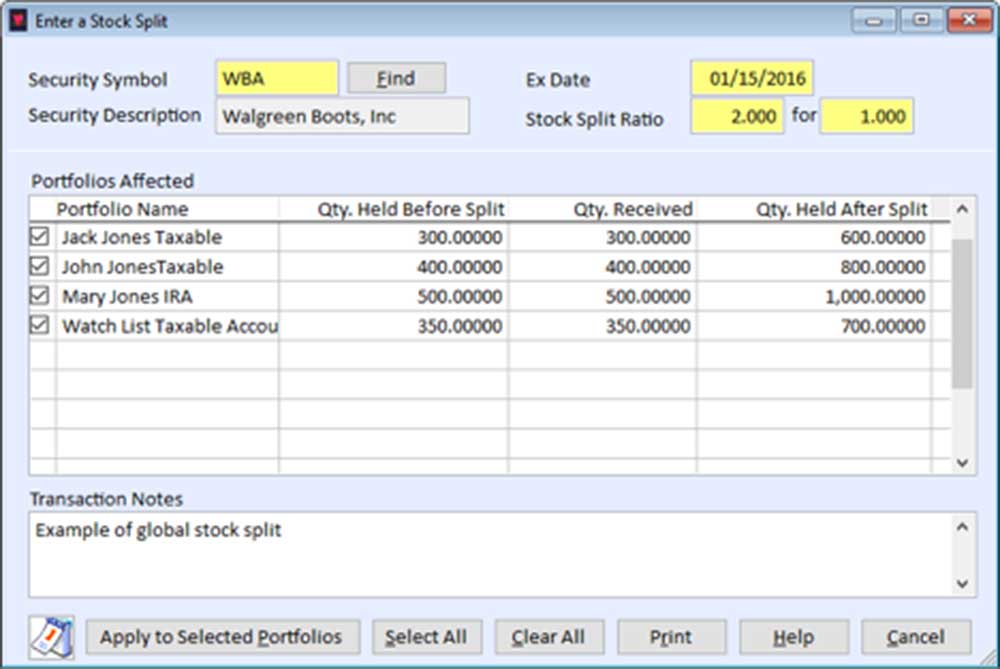 Enter a Stock Split
Security Symbol WBA Find Ex Date 01/15/2016
Security Description Walgreen Boots, Inc Stock Split Ratio 2.000 for 1.000
Portfolios Affected
Portfolio Name Qty. Held Before Split Qty. Received Qty. Held After Split
Jack Jones Taxable 300.00000 300.00000 600.00000
John JonesTaxable 400.00000 400.00000 800.00000
Mary Jones IRA 500.00000 500.00000 1,000.00000
Watch List Taxable Accou 350.00000 350.00000 700.00000
Transaction Notes
Example of global stock split
Apply to Selected Portfolios Select All Clear All Print Help Cancel